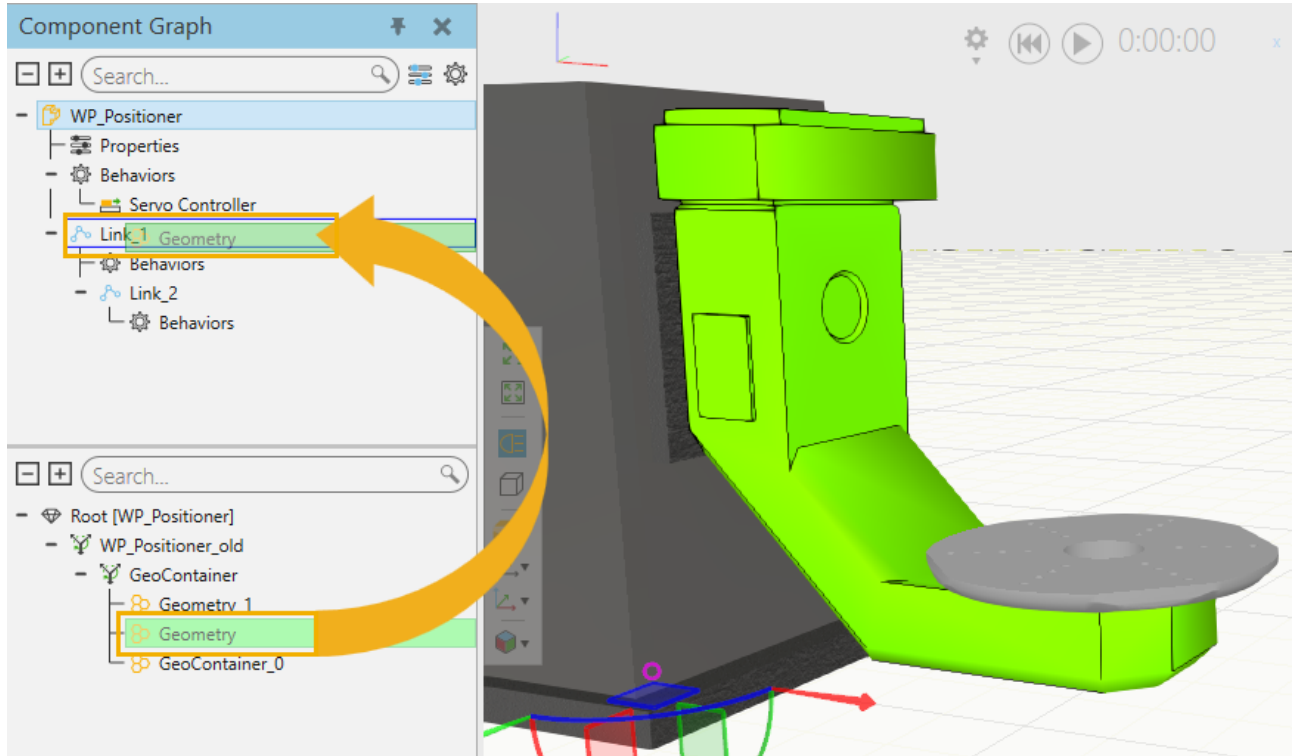 Component Graph
Search...
WP_Positioner
Properties
Behaviors
Servo Controller
Link_1 Geometry
Behaviors
Link_2
Behaviors
Search...
Root [WP_Positioner]
WP_Positioner_old
GeoContainer
Geometry_1
Geometry
GeoContainer_0
0:00:00
x